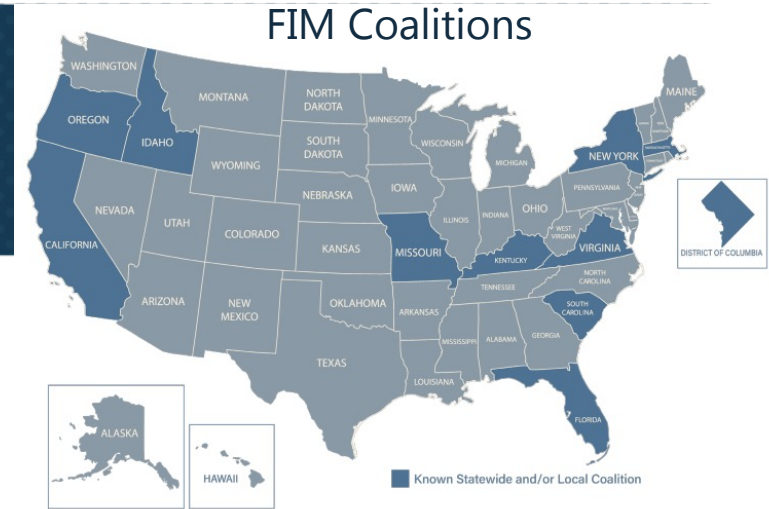 FIM Coalitions
WASHINGTON
MONTANA
NORTH
DAKOTA
MINNESOTA
MAINE
OREGON
IDAHO
SOUTH
DAKOTA
WISCONSIN
MICHIGAN
NEW YORK
WYOMING
IOWA
PENNSYLVANIA
NEBRASKA
NEVADA
UTAH
COLORADO
ILLINOIS
INDIANA
OHIO
WEST
VIRGINIA
CALIFORNIA
KANSAS
MISSOURI
KENTUCKY
VIRGINIA
DISTRICT OF COLUMBIA
NORTH
CAROLINA
TENNESSEE
ARIZONA
NEW
MEXICO
OKLAHOMA
ARKANSAS
SOUTH
CAROLINA
MISSISSIPPI
ALABAMA
GEORGIA
TEXAS
LOUISIANA
FLORIDA
ALASKA
HAWAII
Known Statewide and/or Local Coalition